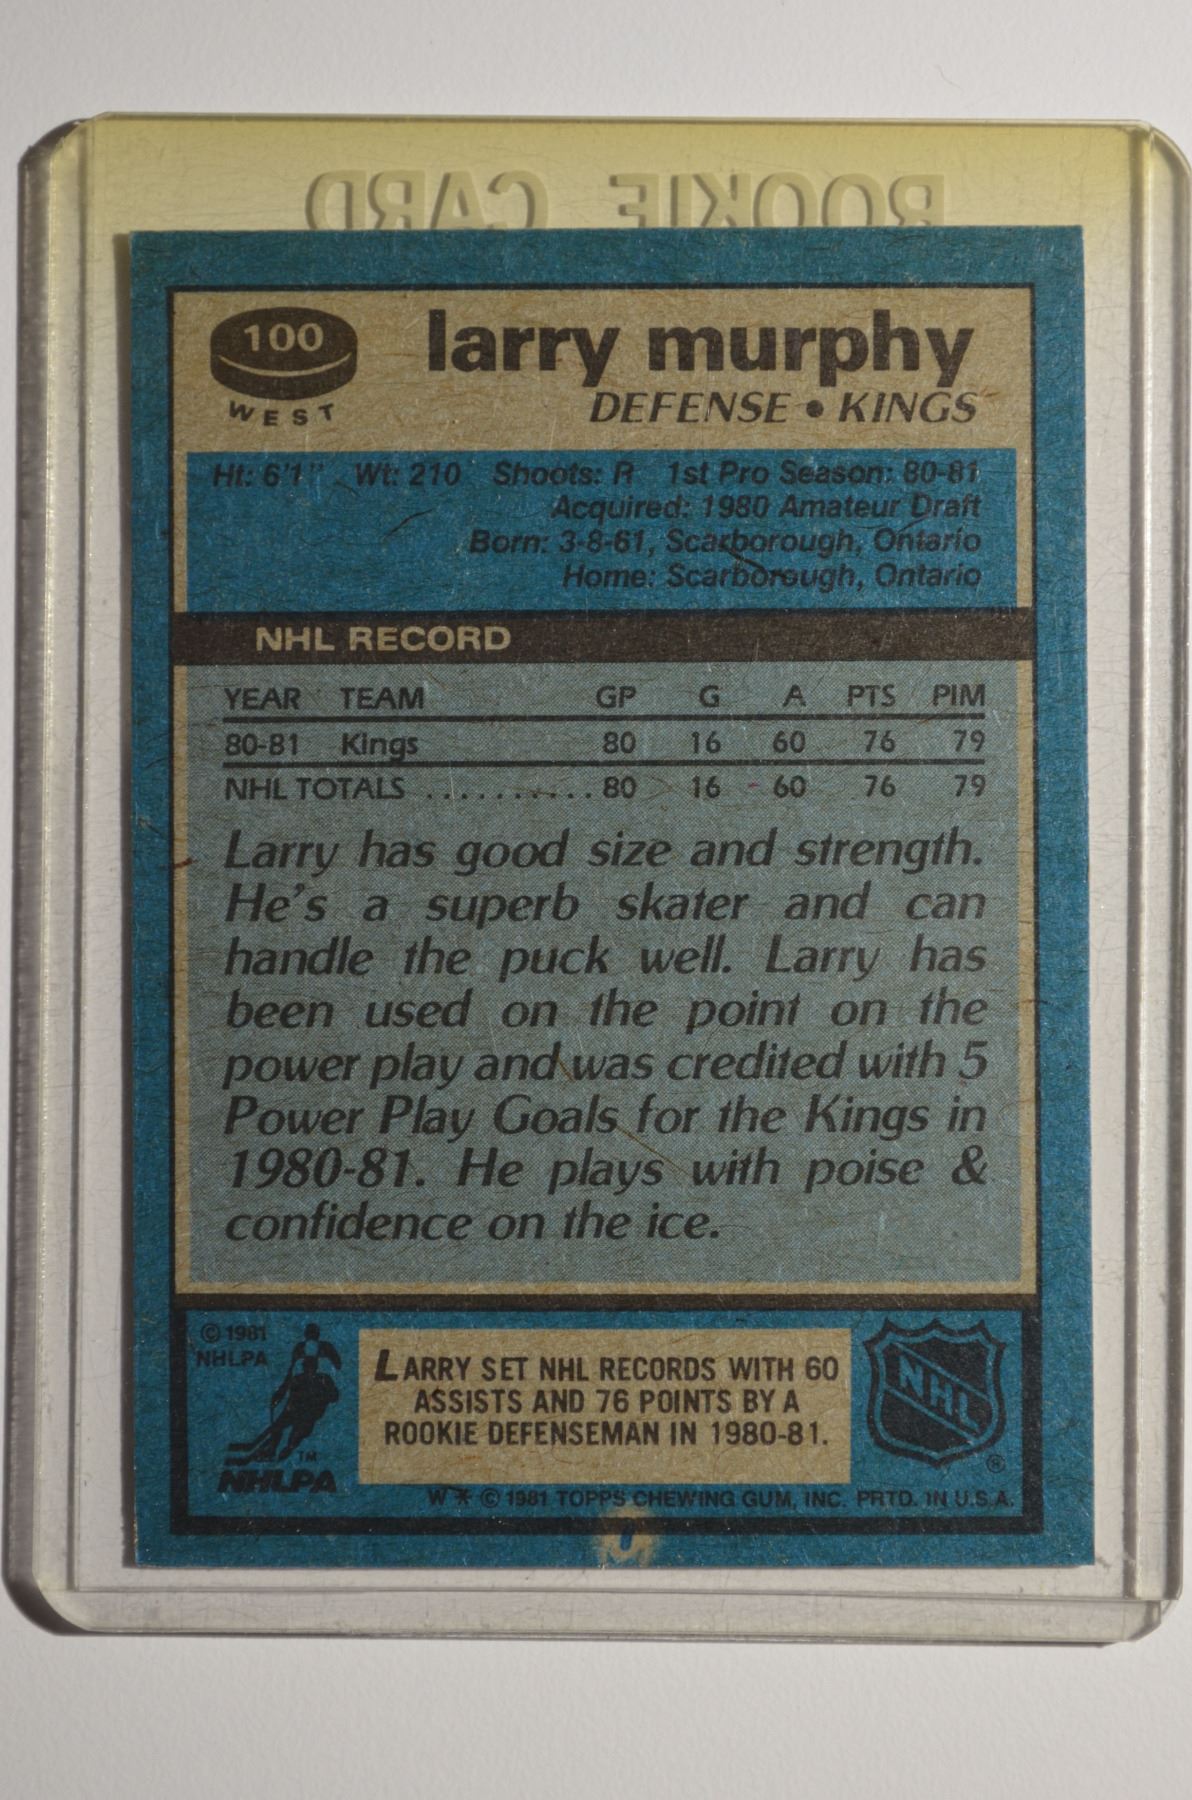 ROOKIE CARD
100
WEST
larry murphy
DEFENSE • KINGS
Ht: 6'1" Wt: 210 Shoots: R 1st Pro Season: 80-81
Acquired: 1980 Amateur Draft
Born: 3-8-61, Scarborough, Ontario
Home: Scarborough, Ontario
NHL RECORD
YEAR TEAM GP G A PTS PIM
80-81 Kings 80 16 60 76 79
NHL TOTALS .......... 80 16 60 76 79
Larry has good size and strength.
He's a superb skater and can
handle the puck well. Larry has
been used on the point on the
power play and was credited with 5
Power Play Goals for the Kings in
1980-81. He plays with poise &
confidence on the ice.
© 1981
NHLPA
TM
NHLPA
LARRY SET NHL RECORDS WITH 60
ASSISTS AND 76 POINTS BY A
ROOKIE DEFENSEMAN IN 1980-81.
NHL
®
W * © 1981 TOPPS CHEWING GUM, INC. PRTD. IN U.S.A.